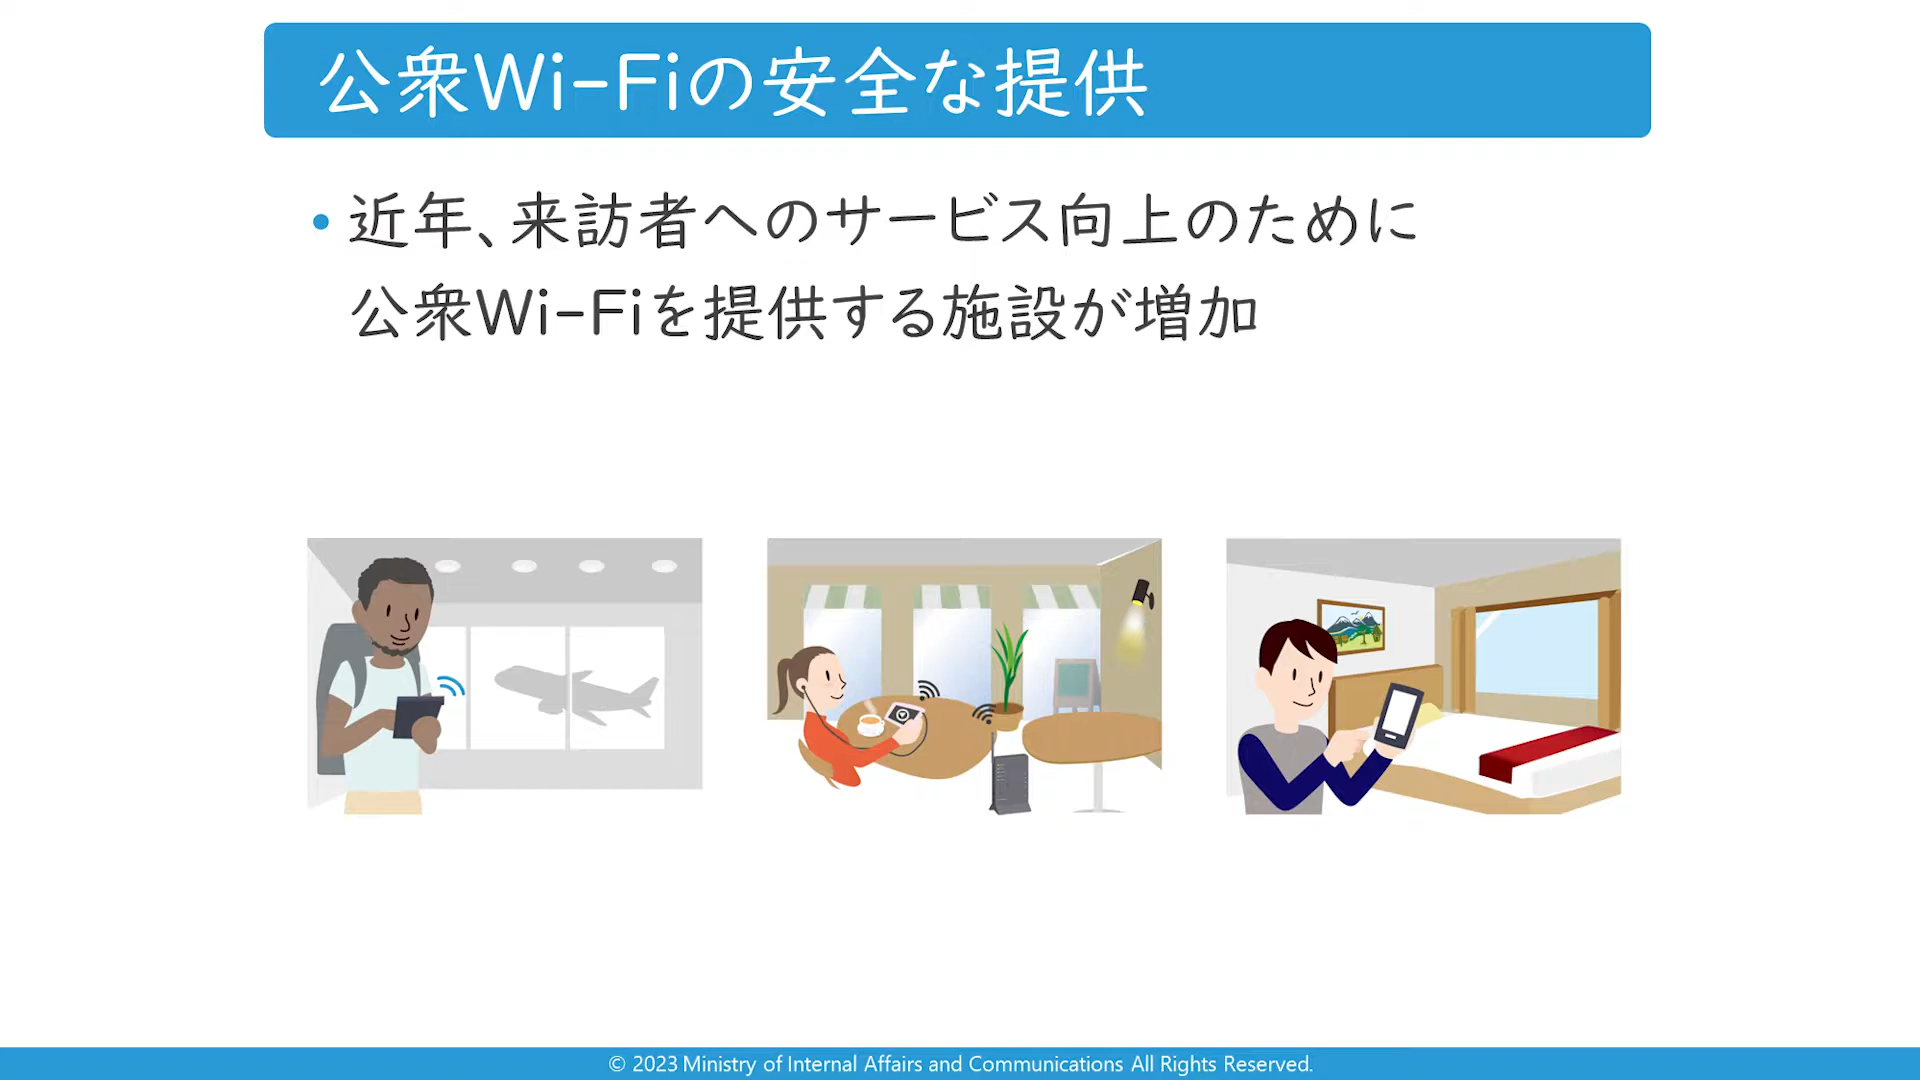 公衆Wi-Fiの安全な提供
• 近年、来訪者へのサービス向上のために
公衆Wi-Fiを提供する施設が増加
© 2023 Ministry of Internal Affairs and Communications All Rights Reserved.